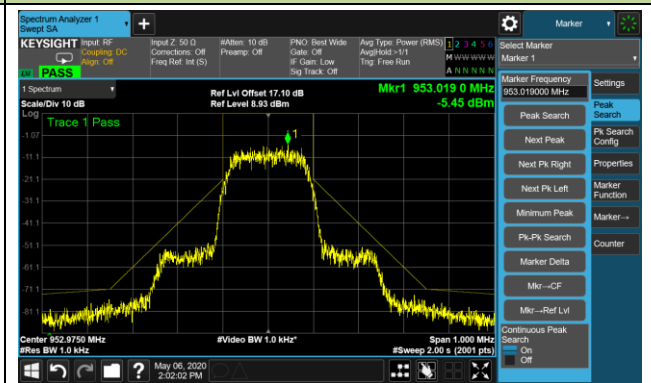 Spectrum Analyzer 1
Swept SA
+
Marker
KEYSIGHT
Input: RF
Coupling: DC
Align: Off
Input Z: 50 Ω
Corrections: Off
Freq Ref: Int (S)
#Atten: 10 dB
Preamp: Off
PNO: Best Wide
Gate: Off
IF Gain: Low
Sig Track: Off
Avg Type: Power (RMS)
Avg|Hold:>1/1
Trig: Free Run
1 2 3 4 5 6
M W W W W W
A N N N N N
PASS
Select Marker
Marker 1
1 Spectrum
Scale/Div 10 dB
Ref Lvl Offset 17.10 dB
Ref Level 8.93 dBm
Mkr1 953.019 0 MHz
-5.45 dBm
Log
Trace 1 Pass
1
-1.07
-11.1
-21.1
-31.1
-41.1
-51.1
-61.1
-71.1
-81.1
Center 952.9750 MHz
#Res BW 1.0 kHz
#Video BW 1.0 kHz*
Span 1.000 MHz
#Sweep 2.00 s (2001 pts)
Marker Frequency
953.019000 MHz
Peak Search
Next Peak
Next Pk Right
Next Pk Left
Minimum Peak
Pk-Pk Search
Marker Delta
Mkr→CF
Mkr→Ref Lvl
Continuous Peak
Search
On
Off
Settings
Peak
Search
Pk Search
Config
Properties
Marker
Function
Marker→
Counter
?
May 06, 2020
2:02:02 PM